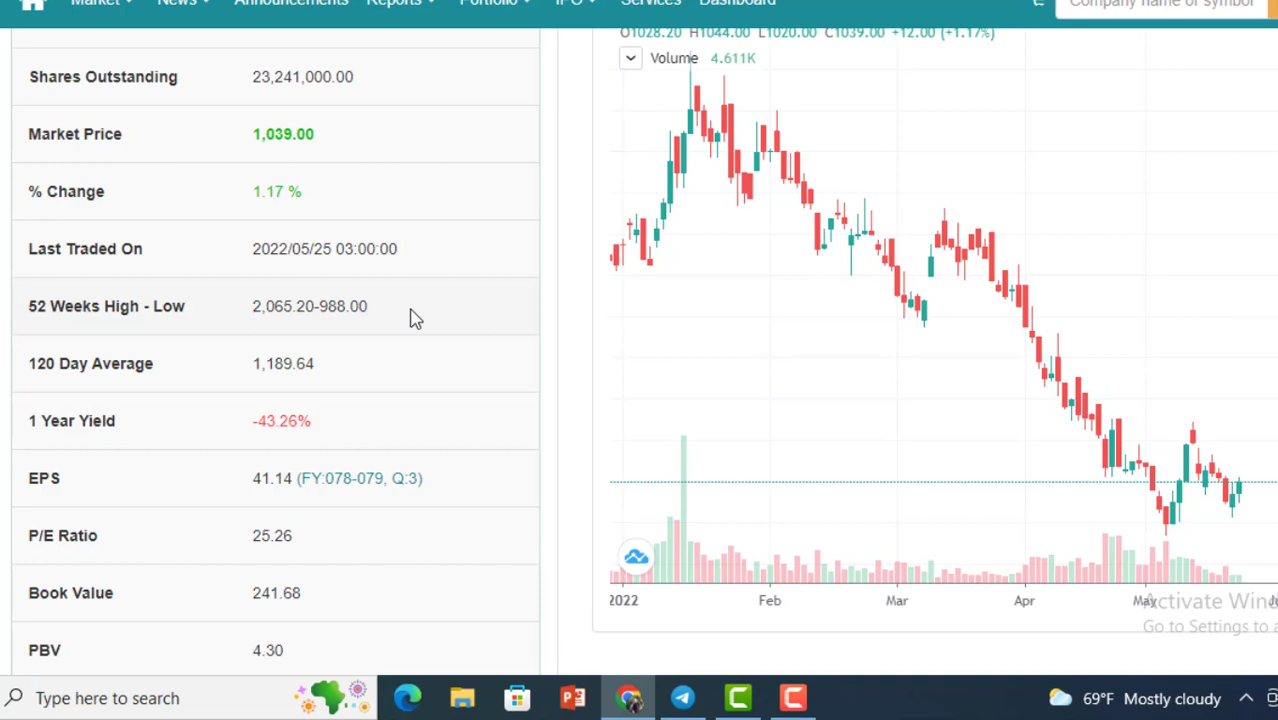 Market News Announcements Reports Portfolio IPO Services Dashboard
Company name or symbol
Shares Outstanding 23,241,000.00
Market Price 1,039.00
% Change 1.17 %
Last Traded On 2022/05/25 03:00:00
52 Weeks High - Low 2,065.20-988.00
120 Day Average 1,189.64
1 Year Yield -43.26%
EPS 41.14 (FY:078-079, Q:3)
P/E Ratio 25.26
Book Value 241.68
PBV 4.30
O1028.20 H1044.00 L1020.00 C1039.00 +12.00 (+1.17%)
Volume 4.611K
2022 Feb Mar Apr May
Activate Win
Go to Settings to a
Type here to search
69°F Mostly cloudy